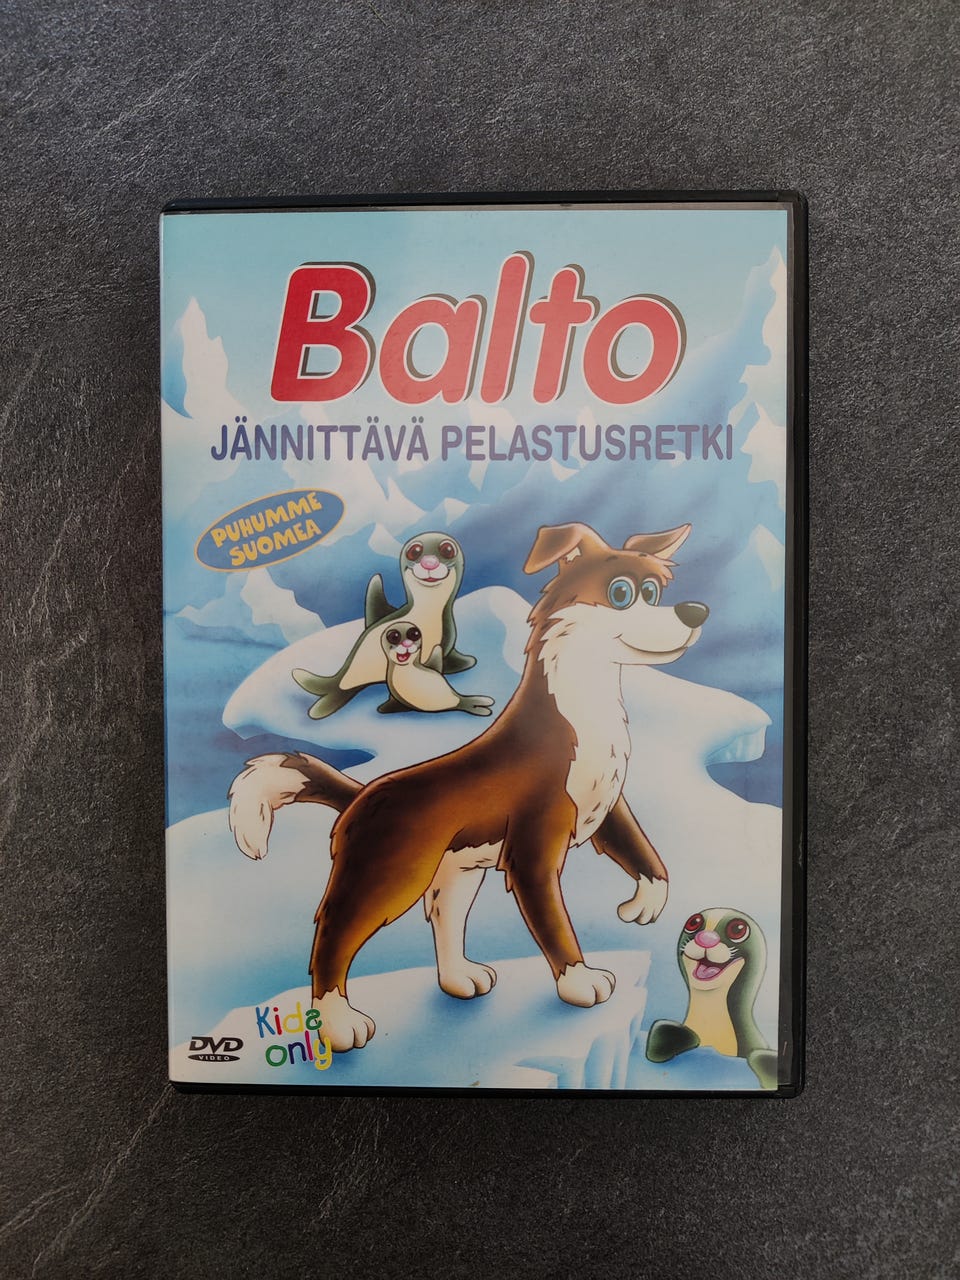 Balto
JÄNNITTÄVÄ PELASTUSRETKI
PUHUMME
SUOMEA
Kids
only
DVD
VIDEO